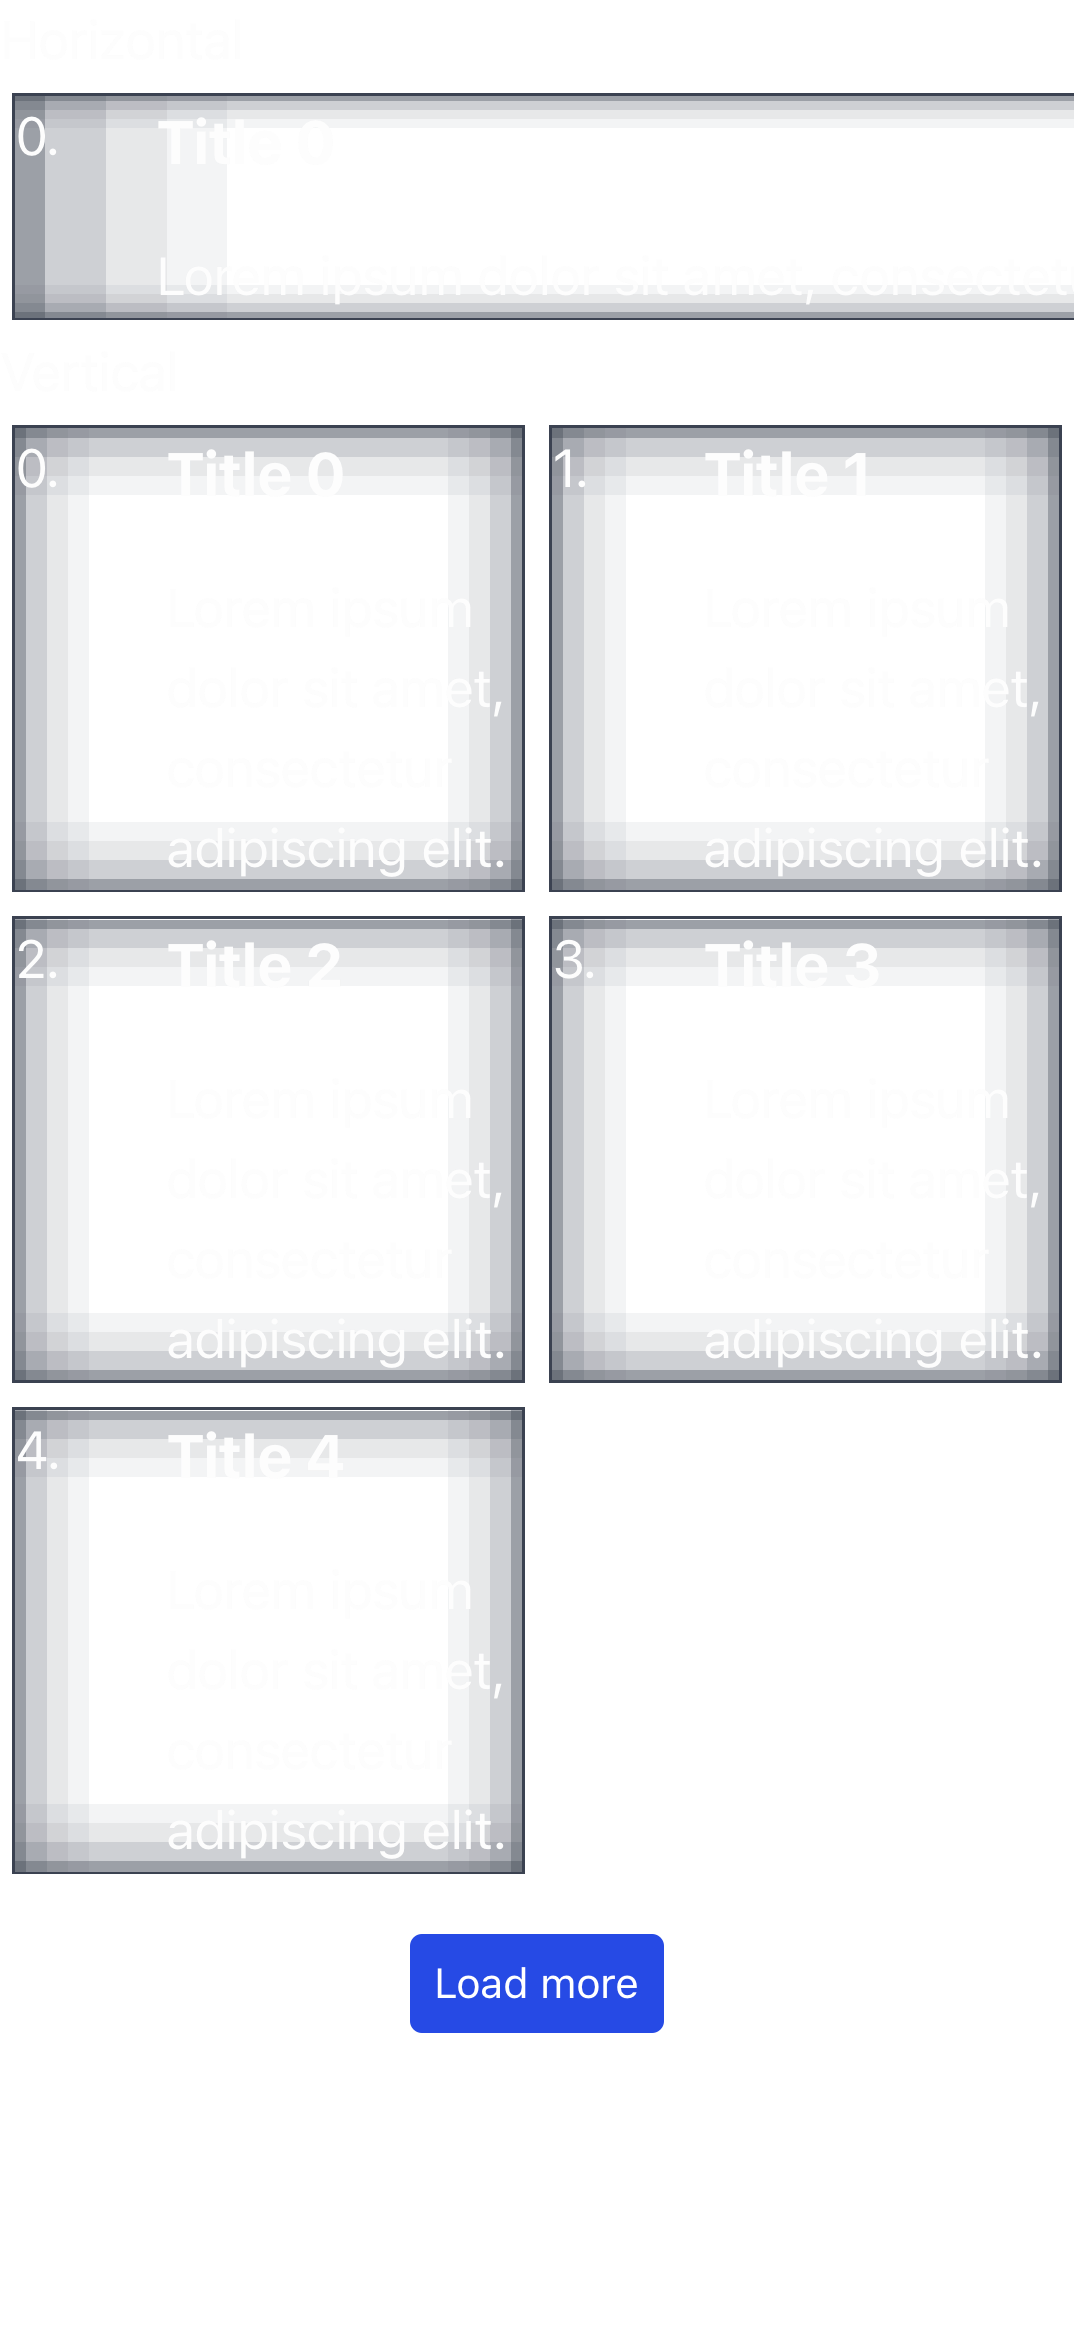 Horizontal
0.
Title 0
Lorem ipsum dolor sit amet,
Vertical
0.
Title 0
Lorem ipsum
dolor sit amet,
consectetur
adipiscing elit.
1.
Title 1
Lorem ipsum
dolor sit amet,
consectetur
adipiscing elit.
2.
Title 2
Lorem ipsum
dolor sit amet,
consectetur
adipiscing elit.
3.
Title 3
Lorem ipsum
dolor sit amet,
consectetur
adipiscing elit.
4.
Title 4
Lorem ipsum
dolor sit amet,
consectetur
adipiscing elit.
Load more